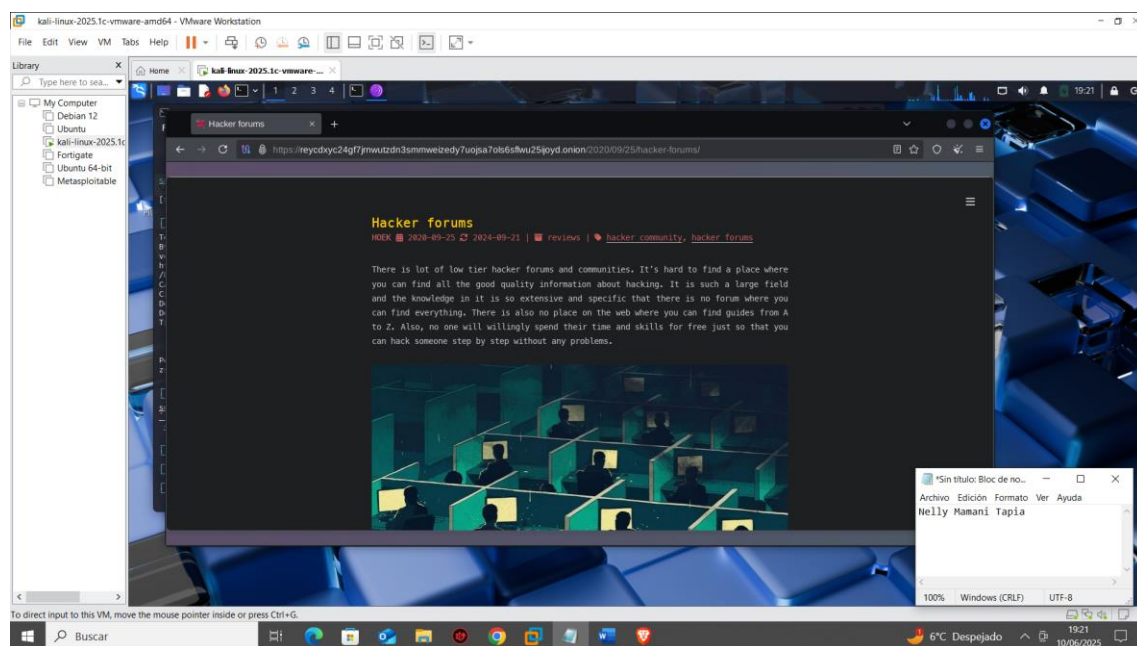 kali-linux-2025.1c-vmware-amd64 - VMware Workstation
File Edit View VM Tabs Help
Library
Type here to sea...
Home
kali-linux-2025.1c-vmware-...
My Computer
Debian 12
Ubuntu
kali-linux-2025.1c
Fortigate
Ubuntu 64-bit
Metasploitable
1 2 3 4
19:21
Hacker forums
Hacker forums
HOEK 2020-09-25 2024-09-21 | reviews | hacker community, hacker forums
There is lot of low tier hacker forums and communities. It's hard to find a place where
you can find all the good quality information about hacking. It is such a large field
and the knowledge in it is so extensive and specific that there is no forum where you
can find everything. There is also no place on the web where you can find guides from A
to Z. Also, no one will willingly spend their time and skills for free just so that you
can hack someone step by step without any problems.
*Sin título: Bloc de no...
Archivo Edición Formato Ver Ayuda
Nelly Mamani Tapia
100% Windows (CRLF) UTF-8
To direct input to this VM, move the mouse pointer inside or press Ctrl+G.
Buscar
6°C Despejado
19:21
10/06/2025